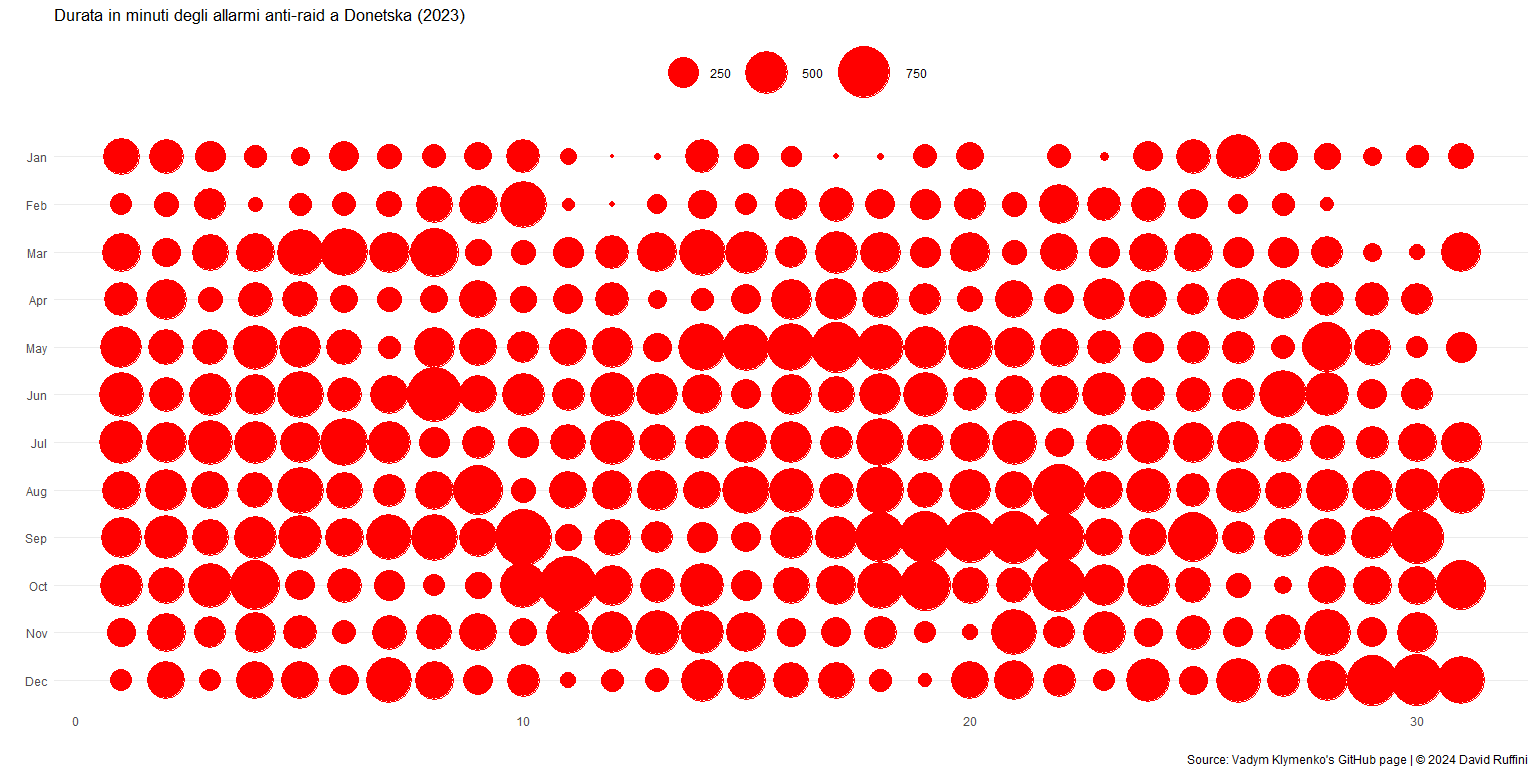 Durata in minuti degli allarmi anti-raid a Donetska (2023)
250 500 750
Jan
Feb
Mar
Apr
May
Jun
Jul
Aug
Sep
Oct
Nov
Dec
0 10 20 30
Source: Vadym Klymenko's GitHub page | © 2024 David Ruffini